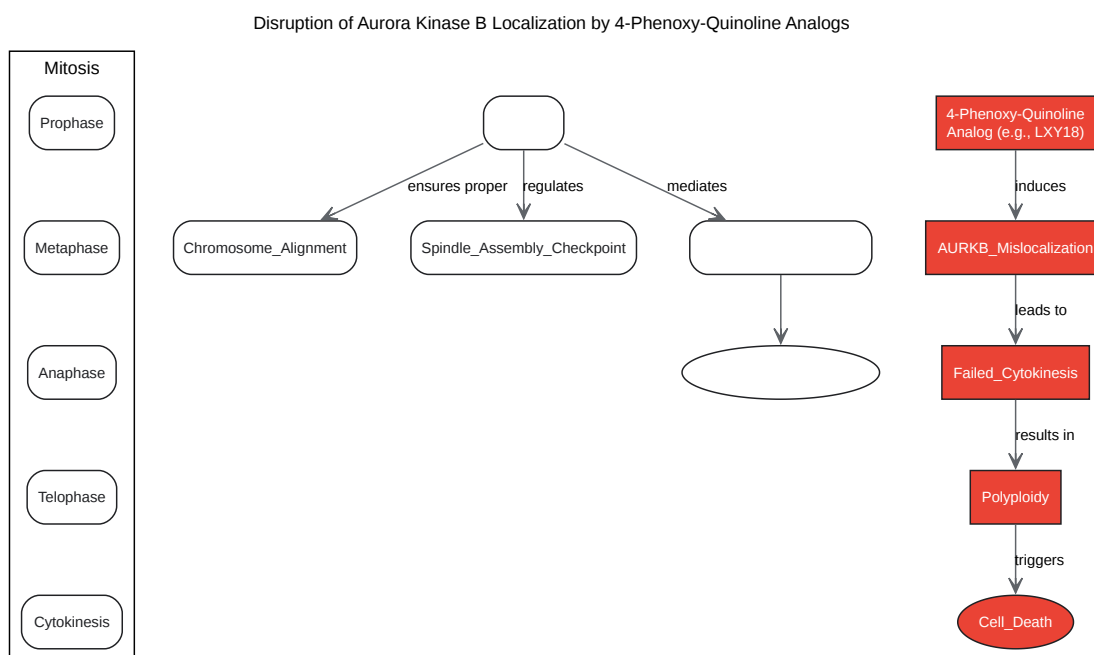 Disruption of Aurora Kinase B Localization by 4-Phenoxy-Quinoline Analogs
Mitosis
Prophase
4-Phenoxy-Quinoline
Analog (e.g., LXY18)
ensures proper
regulates
mediates
induces
Metaphase
Chromosome_Alignment
Spindle_Assembly_Checkpoint
AURKB_Mislocalization
leads to
Anaphase
Failed_Cytokinesis
results in
Telophase
Polyploidy
triggers
Cytokinesis
Cell_Death